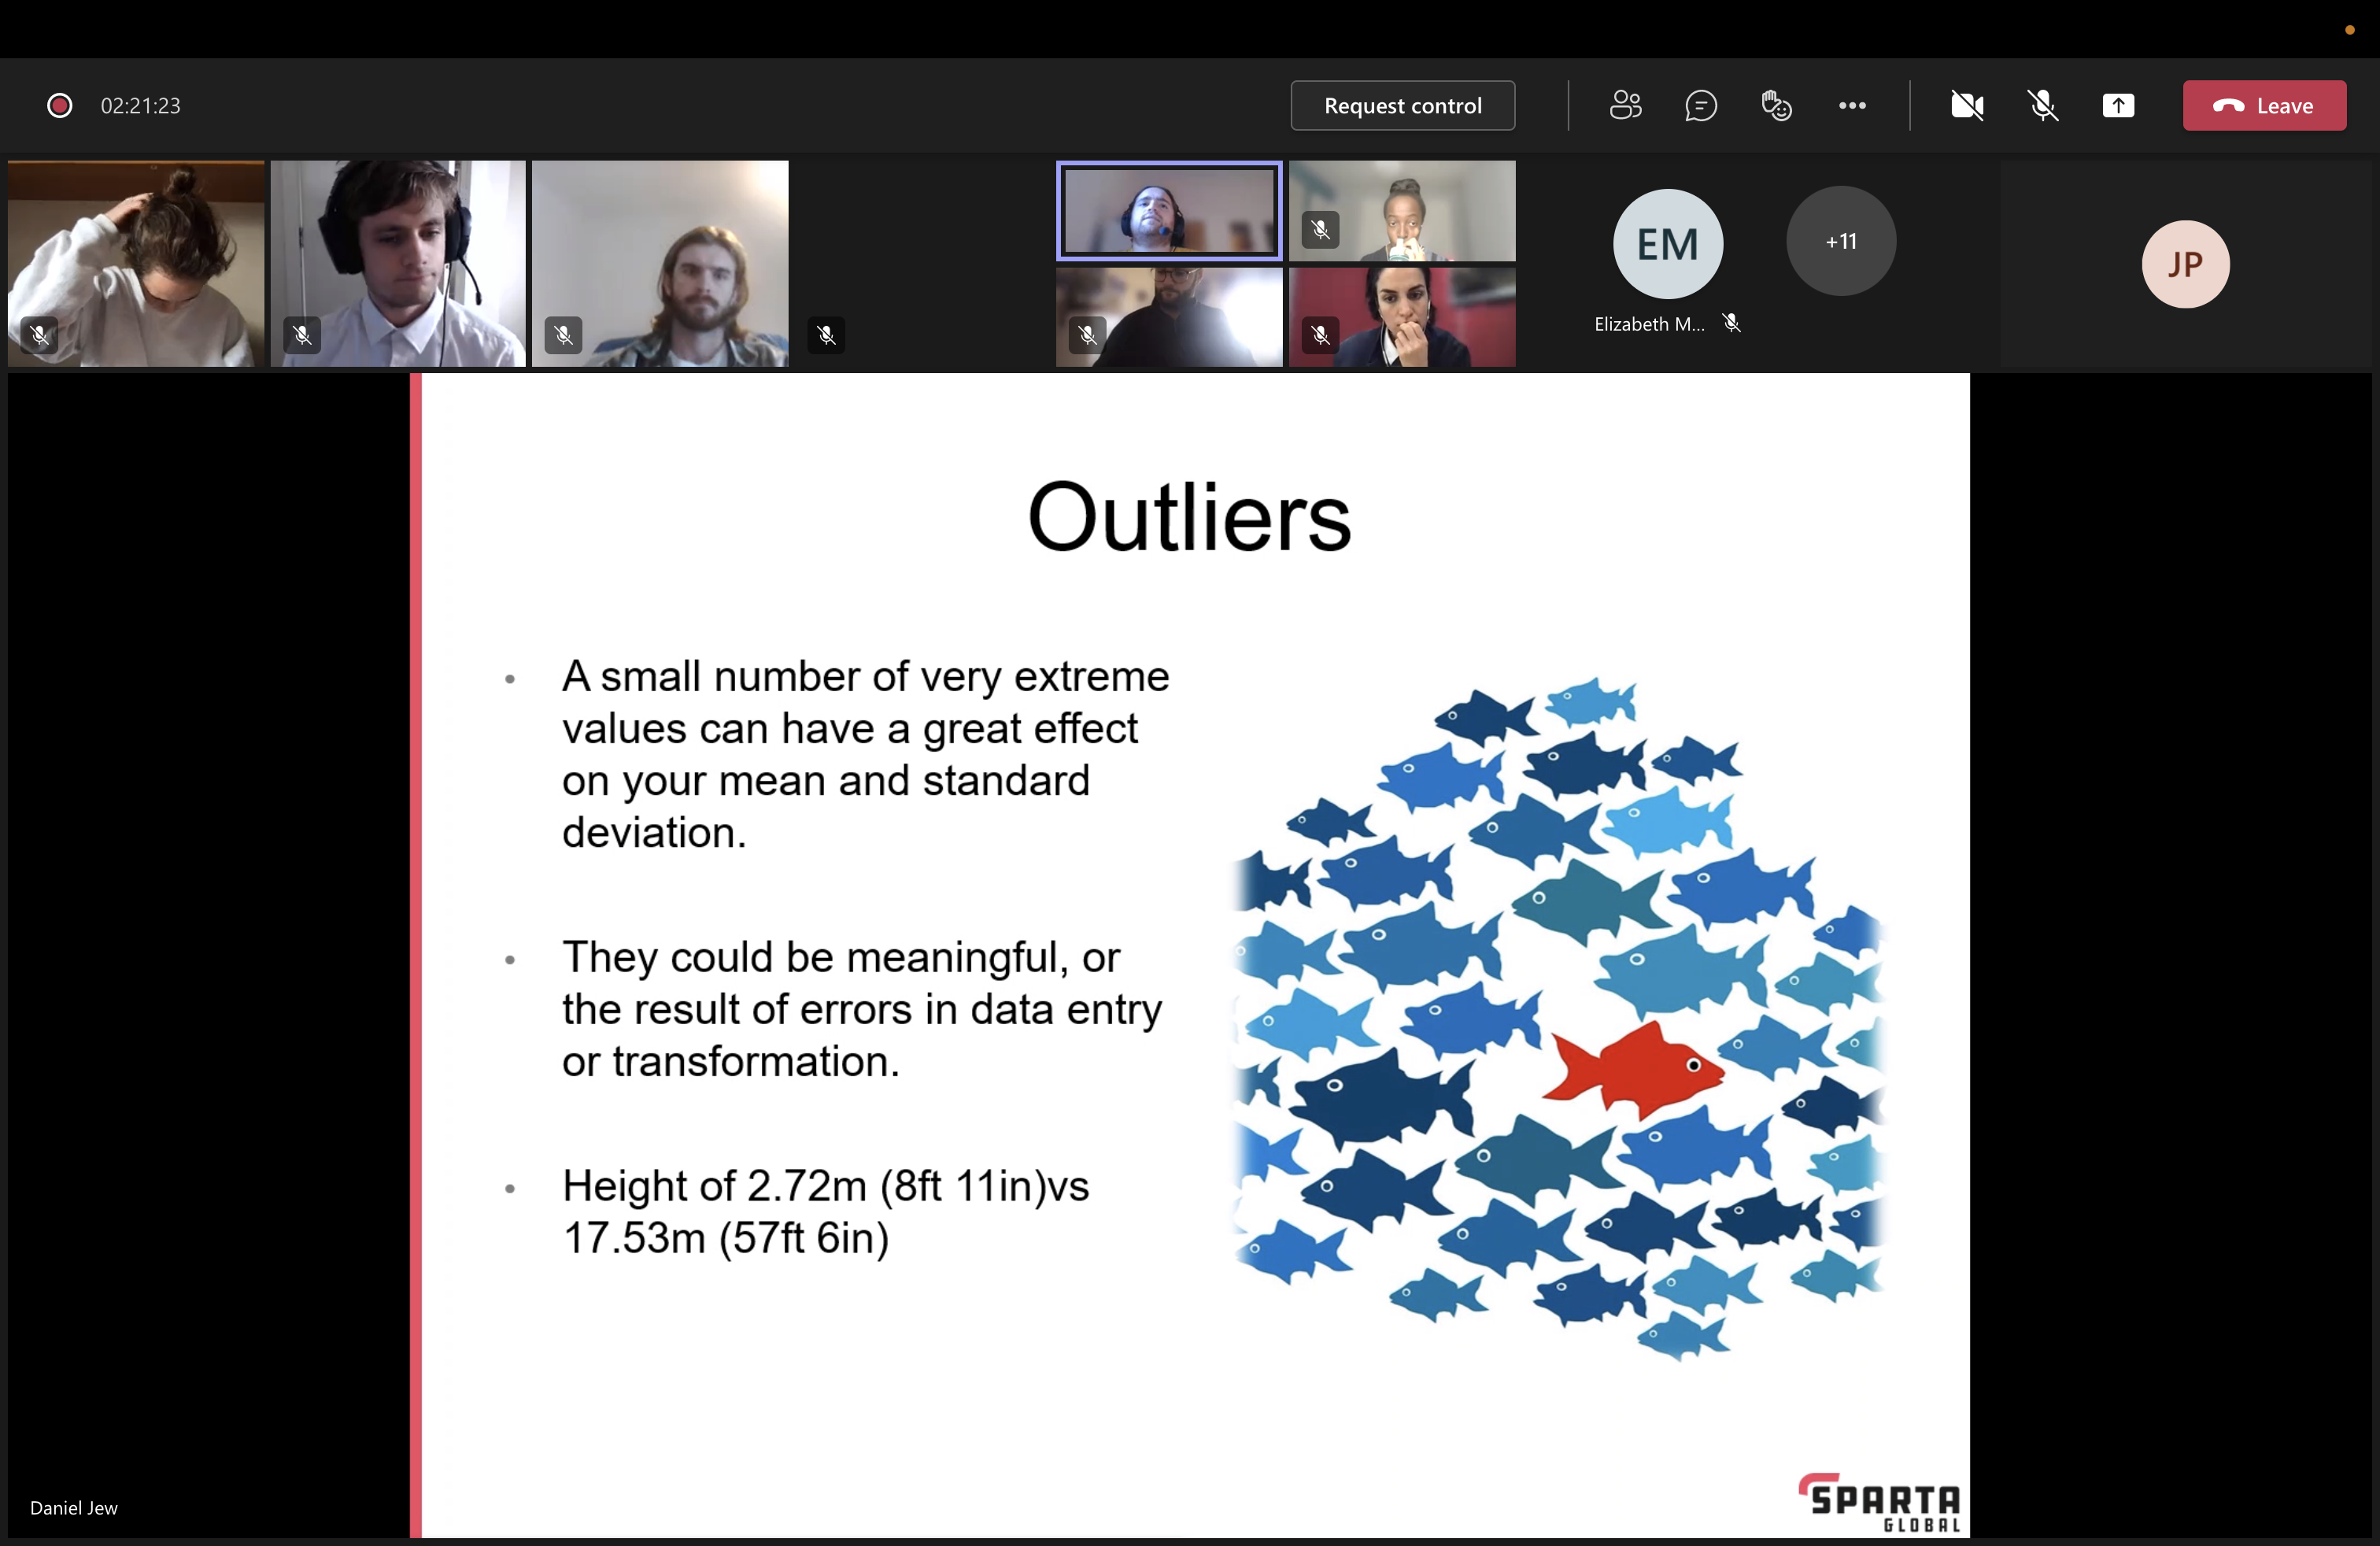 02:21:23
Request control
Leave
EM
+11
JP
Elizabeth M...
Outliers
• A small number of very extreme
values can have a great effect
on your mean and standard
deviation.
• They could be meaningful, or
the result of errors in data entry
or transformation.
• Height of 2.72m (8ft 11in)vs
17.53m (57ft 6in)
Daniel Jew
SPARTA
GLOBAL